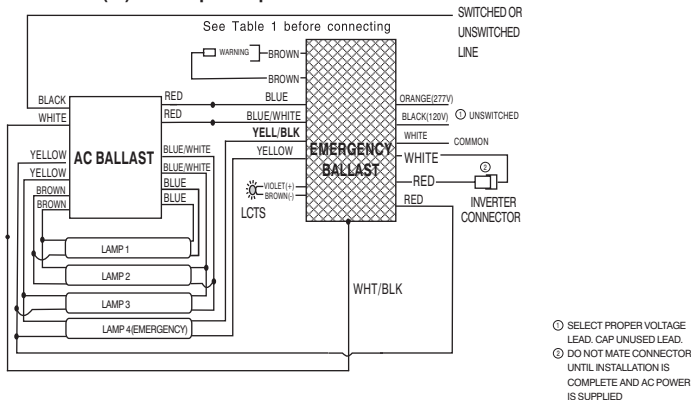 See Table 1 before connecting
SWITCHED OR
UNSWITCHED
LINE
WARNING
BROWN
BROWN
BLACK
WHITE
RED
RED
BLUE
BLUE/WHITE
YELL/BLK
YELLOW
ORANGE(277V)
BLACK(120V)
① UNSWITCHED
WHITE
COMMON
WHITE
RED
②
RED
INVERTER
CONNECTOR
EMERGENCY
BALLAST
AC BALLAST
YELLOW
YELLOW
BROWN
BROWN
BLUE/WHITE
BLUE/WHITE
BLUE
BLUE
VIOLET(+)
BROWN(-)
LCTS
LAMP 1
LAMP 2
LAMP 3
LAMP 4(EMERGENCY)
WHT/BLK
① SELECT PROPER VOLTAGE
LEAD. CAP UNUSED LEAD.
② DO NOT MATE CONNECTOR
UNTIL INSTALLATION IS
COMPLETE AND AC POWER
IS SUPPLIED